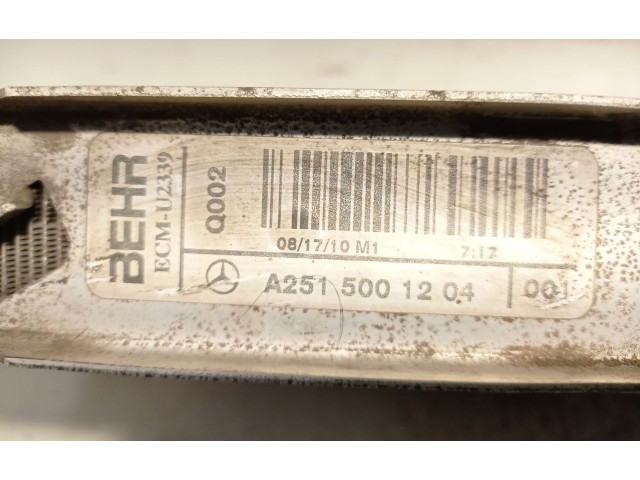 BEHR
ECM-U2339
Q002
08/17/10 M1 7:17
A251 500 12 04 001